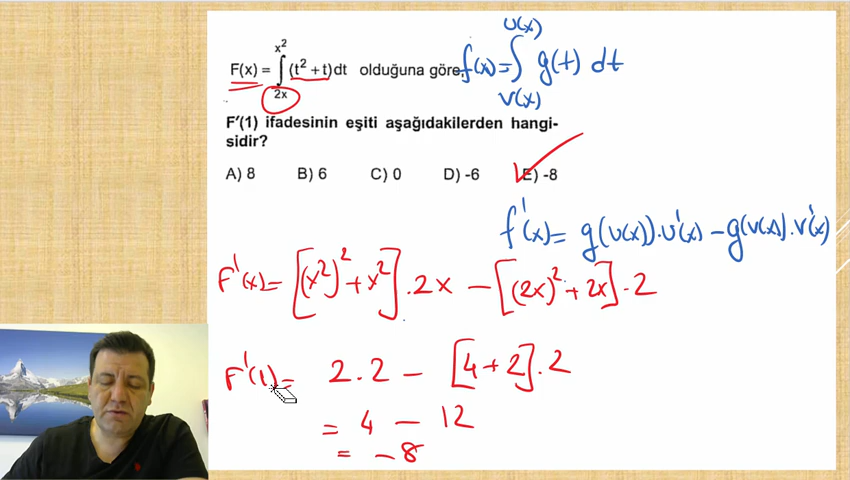 F(x) = ∫_{2x}^{x²} (t² + t)dt olduğuna göre,
f(x) = ∫_{v(x)}^{u(x)} g(t) dt
F'(1) ifadesinin eşiti aşağıdakilerden hangi-
sidir?
A) 8 B) 6 C) 0 D) -6 E) -8
f'(x) = g(u(x)).u'(x) - g(v(x).v'(x)
F'(x) = [(x²)² + x²].2x - [(2x)² + 2x].2
F'(1) = 2.2 - [4+2].2
= 4 - 12
= -8